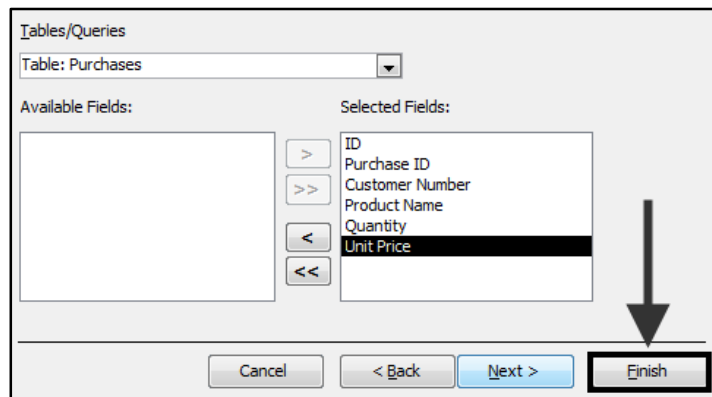 Tables/Queries
Table: Purchases
Available Fields:
Selected Fields:
>
>>
<
<<
ID
Purchase ID
Customer Number
Product Name
Quantity
Unit Price
Cancel
< Back
Next >
Finish